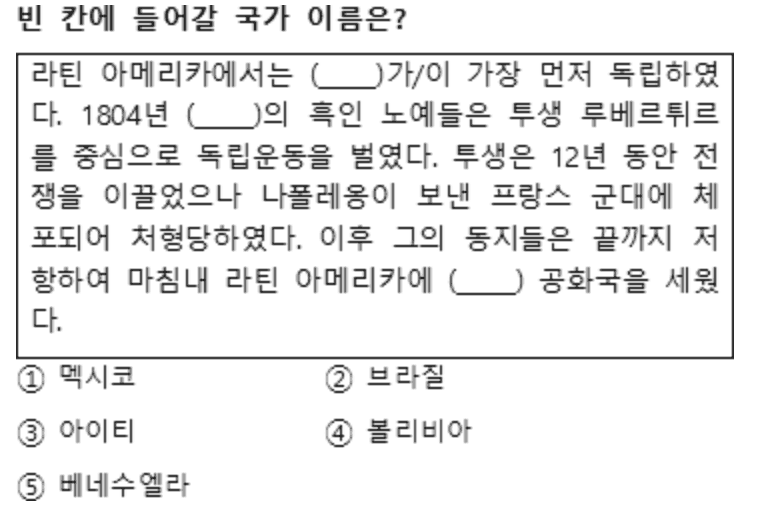 빈 칸에 들어갈 국가 이름은?
라틴 아메리카에서는 (___)가/이 가장 먼저 독립하였
다. 1804년 (___)의 흑인 노예들은 투생 루베르튀르
를 중심으로 독립운동을 벌였다. 투생은 12년 동안 전
쟁을 이끌었으나 나폴레옹이 보낸 프랑스 군대에 체
포되어 처형당하였다. 이후 그의 동지들은 끝까지 저
항하여 마침내 라틴 아메리카에 (___) 공화국을 세웠
다.
① 멕시코 ② 브라질
③ 아이티 ④ 볼리비아
⑤ 베네수엘라